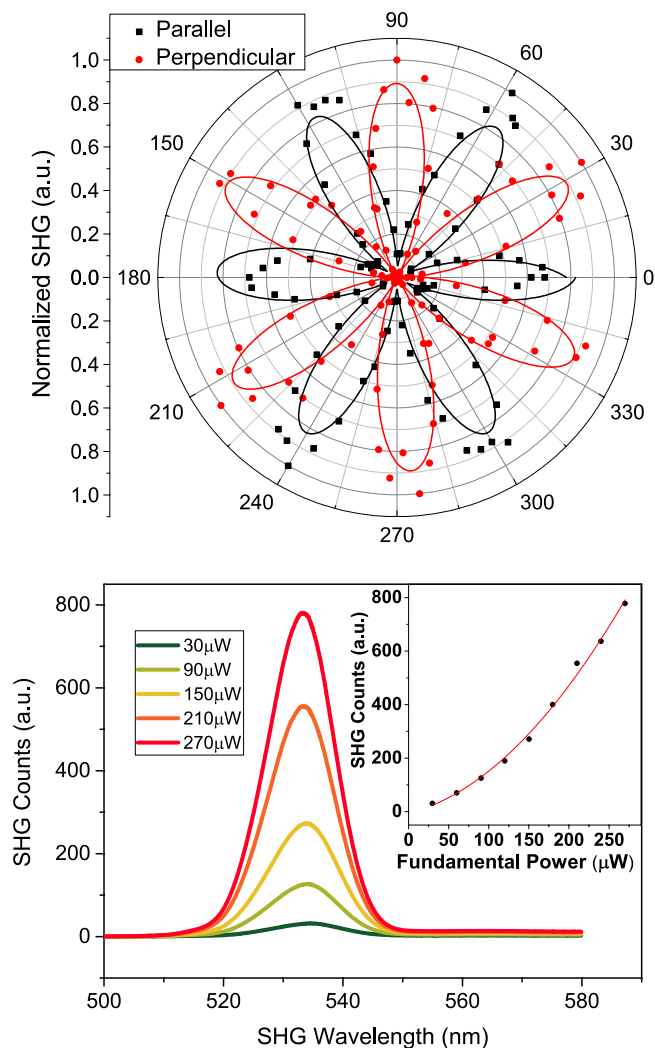 Parallel
Perpendicular
Normalized SHG (a.u.)
1.0
0.8
0.6
0.4
0.2
0.0
0.2
0.4
0.6
0.8
1.0
90
60
30
0
330
300
270
240
210
180
150
800
600
400
200
0
SHG Counts (a.u.)
30μW
90μW
150μW
210μW
270μW
500
520
540
560
580
SHG Wavelength (nm)
800
600
400
200
0
SHG Counts (a.u.)
0 50 100 150 200 250
Fundamental Power (μW)